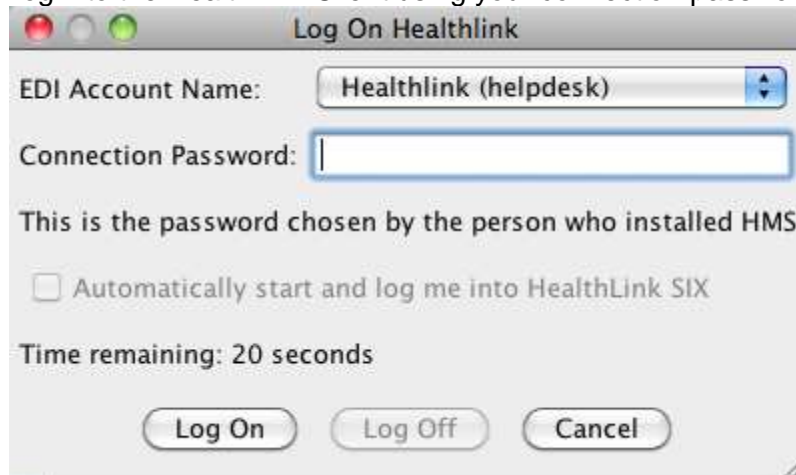 Log On Healthlink
EDI Account Name: Healthlink (helpdesk)
Connection Password:
This is the password chosen by the person who installed HMS
Automatically start and log me into HealthLink SIX
Time remaining: 20 seconds
Log On Log Off Cancel